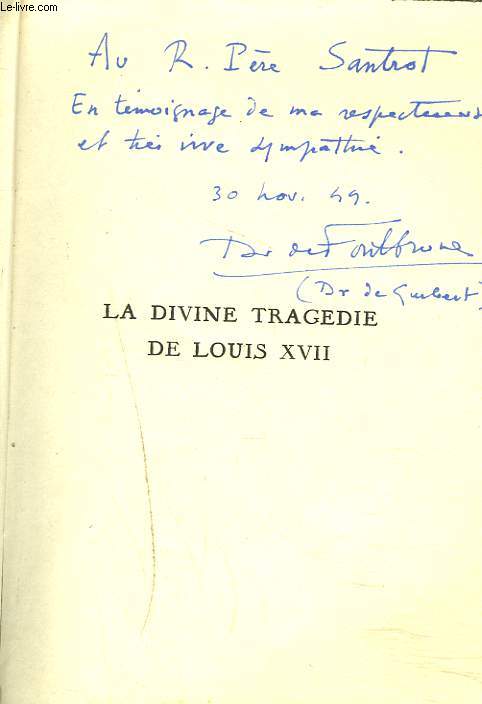 Le-livre.com
Au R. Père Santrot
En témoignage de ma respectueuse
et très vive sympathie.
30 nov. 49.
Dr de Fontbrune
(Dr de Guibert)
LA DIVINE TRAGEDIE
DE LOUIS XVII